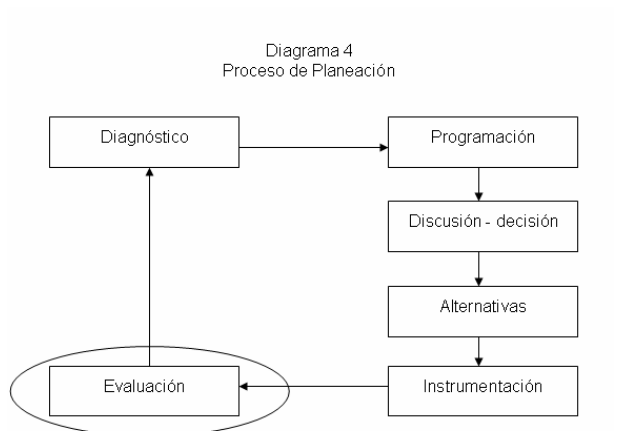 Diagrama 4
Proceso de Planeación
Diagnóstico
Programación
Discusión - decisión
Alternativas
Evaluación
Instrumentación